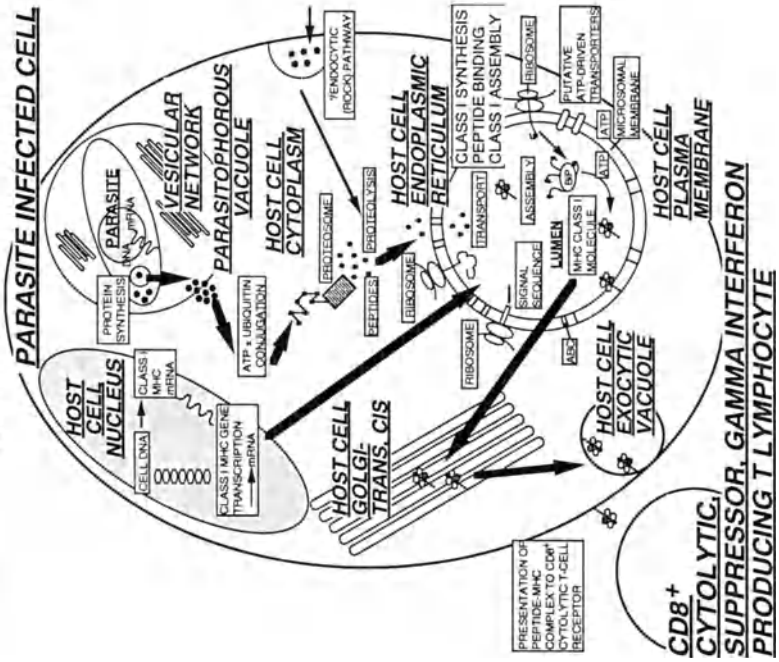 PARASITE INFECTED CELL
HOST
CELL
NUCLEUS
CELL DNA
CLASS I
MHC
mRNA
CLASS I MHC GENE
TRANSCRIPTION
mRNA
PROTEIN
SYNTHESIS
PARASITE
DNA
mRNA
VESICULAR
NETWORK
PARASITOPHOROUS
VACUOLE
ATP ± UBIQUITIN
CONJUGATION
HOST CELL
CYTOPLASM
?ENDOCYTIC
(ROCK) PATHWAY
PROTEOSOME
PEPTIDES
PROTEOLYSIS
HOST CELL
ENDOPLASMIC
RETICULUM
CLASS I SYNTHESIS
PEPTIDE BINDING
CLASS I ASSEMBLY
RIBOSOME
RIBOSOME
RIBOSOME
TRANSPORT
SIGNAL
SEQUENCE
ASSEMBLY
BiP
ATP
ATP
PUTATIVE
ATP-DRIVEN
TRANSPORTERS
MICROSOMAL
MEMBRANE
LUMEN
MHC CLASS I
MOLECULE
ABC
HOST CELL
GOLGI-
TRANS, CIS
HOST CELL
EXOCYTIC
VACUOLE
HOST CELL
PLASMA
MEMBRANE
PRESENTATION OF
PEPTIDE-MHC
COMPLEX TO CD8+
CYTOLYTIC T-CELL
RECEPTOR
CD8+
CYTOLYTIC,
SUPPRESSOR, GAMMA INTERFERON
PRODUCING T LYMPHOCYTE